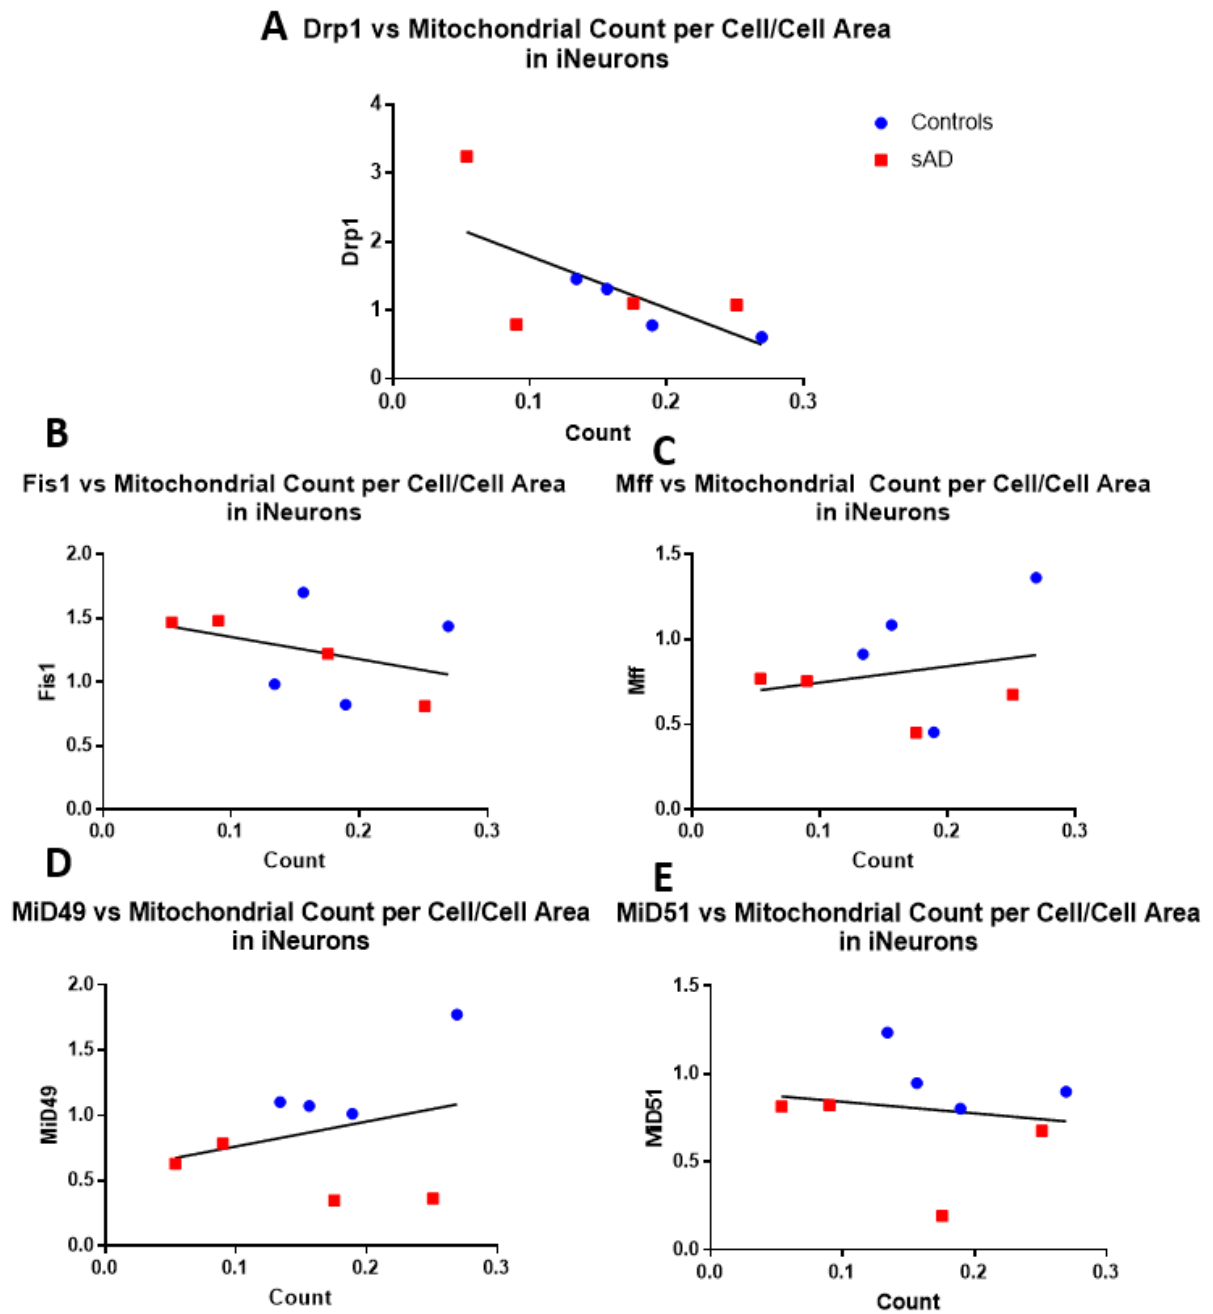 A Drp1 vs Mitochondrial Count per Cell/Cell Area
in iNeurons
4
3
2
1
0
Drp1
0.0 0.1 0.2 0.3
Count
Controls
sAD
B
Fis1 vs Mitochondrial Count per Cell/Cell Area
in iNeurons
2.0
1.5
1.0
0.5
0.0
Fis1
0.0 0.1 0.2 0.3
Count
C
Mff vs Mitochondrial Count per Cell/Cell Area
in iNeurons
1.5
1.0
0.5
0.0
Mff
0.0 0.1 0.2 0.3
Count
D
MiD49 vs Mitochondrial Count per Cell/Cell Area
in iNeurons
2.0
1.5
1.0
0.5
0.0
MiD49
0.0 0.1 0.2 0.3
Count
E
MiD51 vs Mitochondrial Count per Cell/Cell Area
in iNeurons
1.5
1.0
0.5
0.0
MiD51
0.0 0.1 0.2 0.3
Count